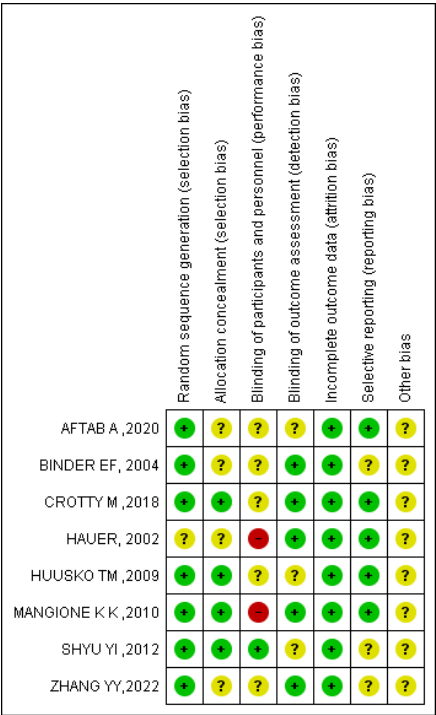 Random sequence generation (selection bias)
Allocation concealment (selection bias)
Blinding of participants and personnel (performance bias)
Blinding of outcome assessment (detection bias)
Incomplete outcome data (attrition bias)
Selective reporting (reporting bias)
Other bias
AFTAB A ,2020 + ? ? ? + + ?
BINDER EF, 2004 + ? ? + + ? ?
CROTTY M ,2018 + + ? + + + ?
HAUER, 2002 ? ? - + + + ?
HUUSKO TM ,2009 + + ? ? + + ?
MANGIONE K K ,2010 + + - + + + ?
SHYU YI ,2012 + + + ? + ? ?
ZHANG YY,2022 + ? ? + + ? ?